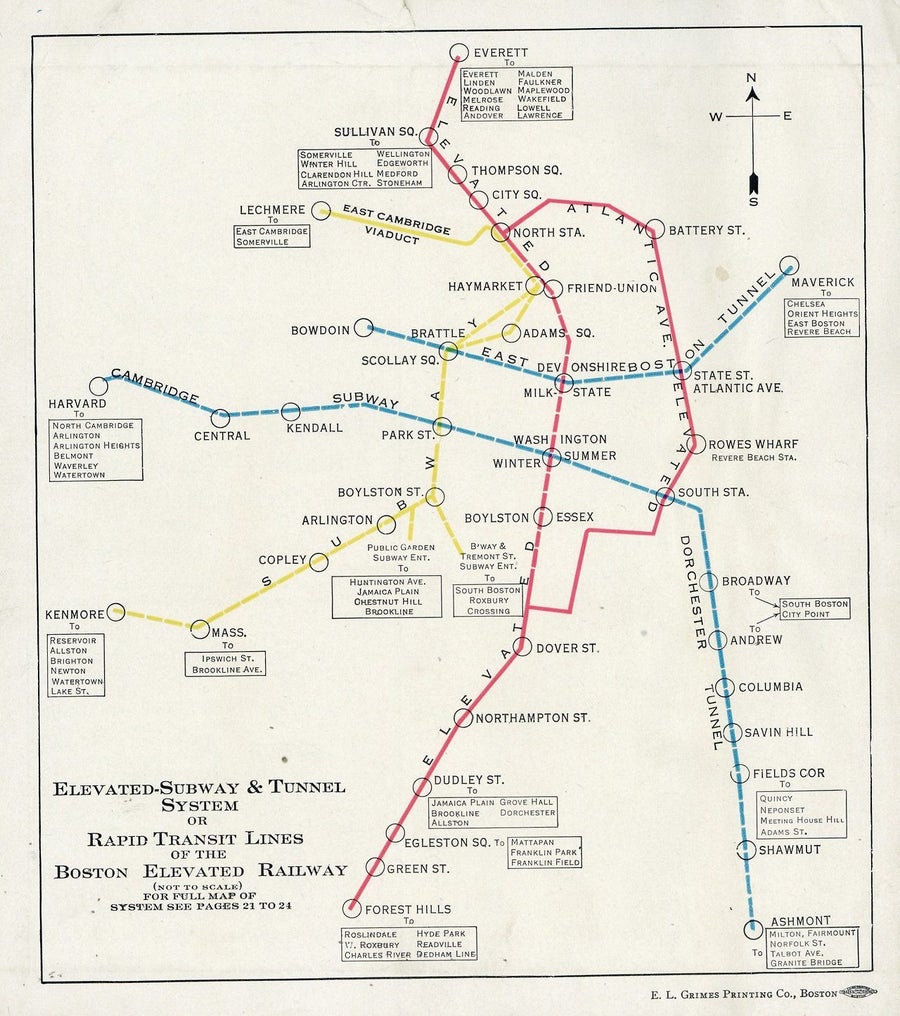 EVERETT
To
Everett Malden
Linden Faulkner
Woodlawn Maplewood
Melrose Wakefield
Reading Lowell
Andover Lawrence
N
W E
S
ELEVATED
SULLIVAN SQ.
To
Somerville Wellington
Winter Hill Edgeworth
Clarendon Hill Medford
Arlington Ctr. Stoneham
THOMPSON SQ.
CITY SQ.
LECHMERE
To
East Cambridge
Somerville
EAST CAMBRIDGE
VIADUCT
NORTH STA.
ATLANTIC AVE. ELEVATED
BATTERY ST.
HAYMARKET
FRIEND-UNION
MAVERICK
To
Chelsea
Orient Heights
East Boston
Revere Beach
BOWDOIN
BRATTLE
ADAMS SQ.
SCOLLAY SQ.
EAST BOSTON TUNNEL
DEVONSHIRE
MILK-STATE
STATE ST.
ATLANTIC AVE.
HARVARD
To
North Cambridge
Arlington
Arlington Heights
Belmont
Waverley
Watertown
CAMBRIDGE SUBWAY
CENTRAL
KENDALL
PARK ST.
WASHINGTON
WINTER SUMMER
ROWES WHARF
Revere Beach Sta.
SUBWAY
BOYLSTON ST.
SOUTH STA.
ARLINGTON
BOYLSTON ESSEX
COPLEY
Public Garden
Subway Ent.
To
Huntington Ave.
Jamaica Plain
Chestnut Hill
Brookline
B'way &
Tremont St.
Subway Ent.
To
South Boston
Roxbury
Crossing
DORCHESTER TUNNEL
BROADWAY
To
South Boston
City Point
To
ANDREW
KENMORE
To
Reservoir
Allston
Brighton
Newton
Watertown
Lake St.
MASS.
To
Ipswich St.
Brookline Ave.
DOVER ST.
ELEVATED
COLUMBIA
NORTHAMPTON ST.
SAVIN HILL
DUDLEY ST.
To
Jamaica Plain Grove Hall
Brookline Dorchester
Allston
FIELDS COR
To
Quincy
Neponset
Meeting House Hill
Adams St.
EGLESTON SQ. To
Mattapan
Franklin Park
Franklin Field
SHAWMUT
GREEN ST.
FOREST HILLS
To
Roslindale Hyde Park
W. Roxbury Readville
Charles River Dedham Line
ASHMONT
To
Milton, Fairmount
Norfolk St.
Talbot Ave.
Granite Bridge
Elevated-Subway & Tunnel
System
or
Rapid Transit Lines
of the
Boston Elevated Railway
(NOT TO SCALE)
FOR FULL MAP OF
SYSTEM SEE PAGES 21 TO 24
E. L. Grimes Printing Co., Boston